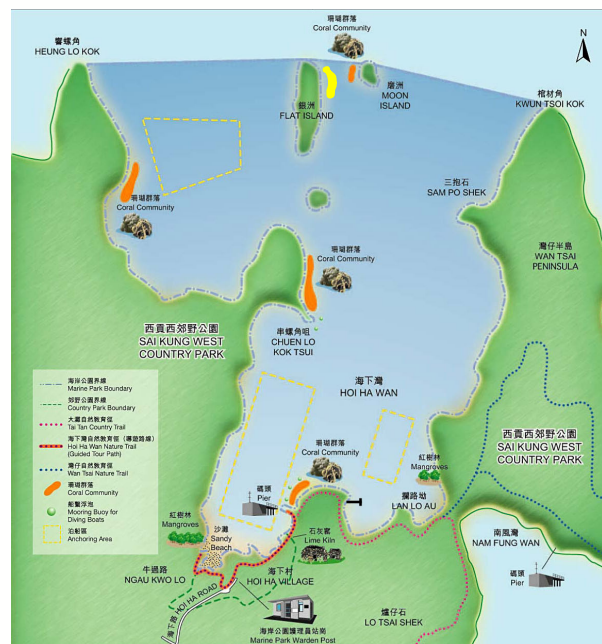 珊瑚群落
Coral Community
響螺角
HEUNG LO KOK
N
磨洲
MOON
ISLAND
棺材角
KWUN TSOI KOK
銀洲
FLAT ISLAND
三抱石
SAM PO SHEK
珊瑚群落
Coral Community
珊瑚群落
Coral Community
灣仔半島
WAN TSAI
PENINSULA
西貢西郊野公園
SAI KUNG WEST
COUNTRY PARK
串螺角咀
CHUEN LO
KOK TSUI
海下灣
HOI HA WAN
海岸公園界線
Marine Park Boundary
郊野公園界線
Country Park Boundary
大灘自然教育徑
Tai Tan Country Trail
海下灣自然教育徑（導遊路線）
Hoi Ha Wan Nature Trail
(Guided Tour Path)
灣仔自然教育徑
Wan Tsai Nature Trail
珊瑚群落
Coral Community
船隻浮泡
Mooring Buoy for
Diving Boats
泊船區
Anchoring Area
西貢西郊野公園
SAI KUNG WEST
COUNTRY PARK
珊瑚群落
Coral Community
紅樹林
Mangroves
碼頭
Pier
攔路坳
LAN LO AU
紅樹林
Mangroves
沙灘
Sandy
Beach
石灰窰
Lime Kiln
南風灣
NAM FUNG WAN
碼頭
Pier
牛過路
NGAU KWO LO
海下村
HOI HA VILLAGE
海下路 HOI HA ROAD
爐仔石
LO TSAI SHEK
海岸公園護理員站崗
Marine Park Warden Post